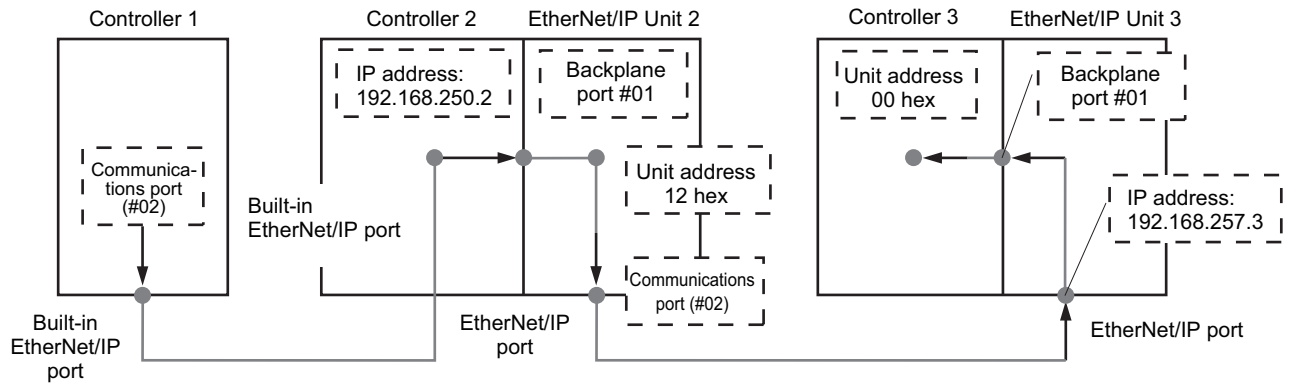 Controller 1
Controller 2
EtherNet/IP Unit 2
Controller 3
EtherNet/IP Unit 3
IP address:
192.168.250.2
Backplane
port #01
Unit address
00 hex
Backplane
port #01
Communica-
tions port
(#02)
Unit address
12 hex
Built-in
EtherNet/IP port
IP address:
192.168.257.3
Communications
port (#02)
Built-in
EtherNet/IP
port
EtherNet/IP
port
EtherNet/IP port